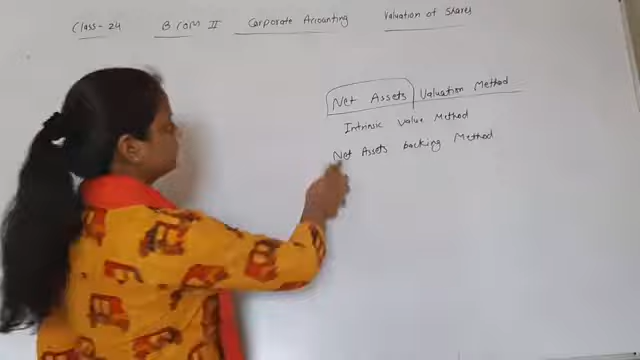 Class- 24 B COM II Corporate Accounting Valuation of Shares
Net Assets Valuation Method
Intrinsic Value Method
Net Assets backing Method